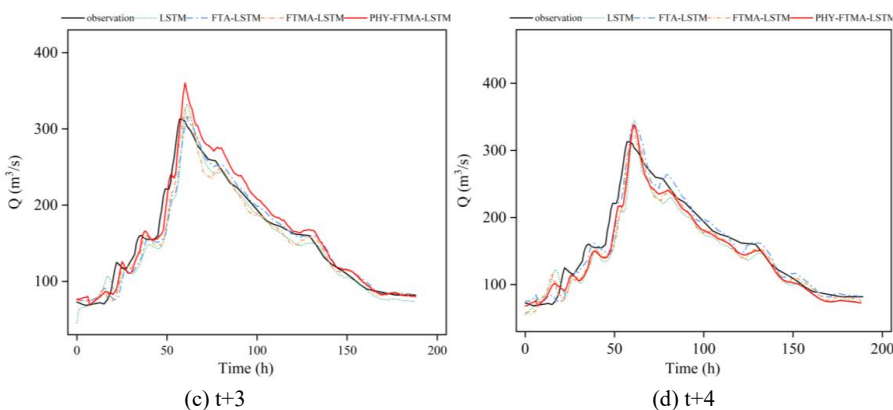 observation LSTM FTA-LSTM FTMA-LSTM PHY-FTMA-LSTM
400
300
200
100
Q (m³/s)
0 50 100 150 200
Time (h)
(c) t+3
observation LSTM FTA-LSTM FTMA-LSTM PHY-FTMA-LSTM
400
300
200
100
Q (m³/s)
0 50 100 150 200
Time (h)
(d) t+4